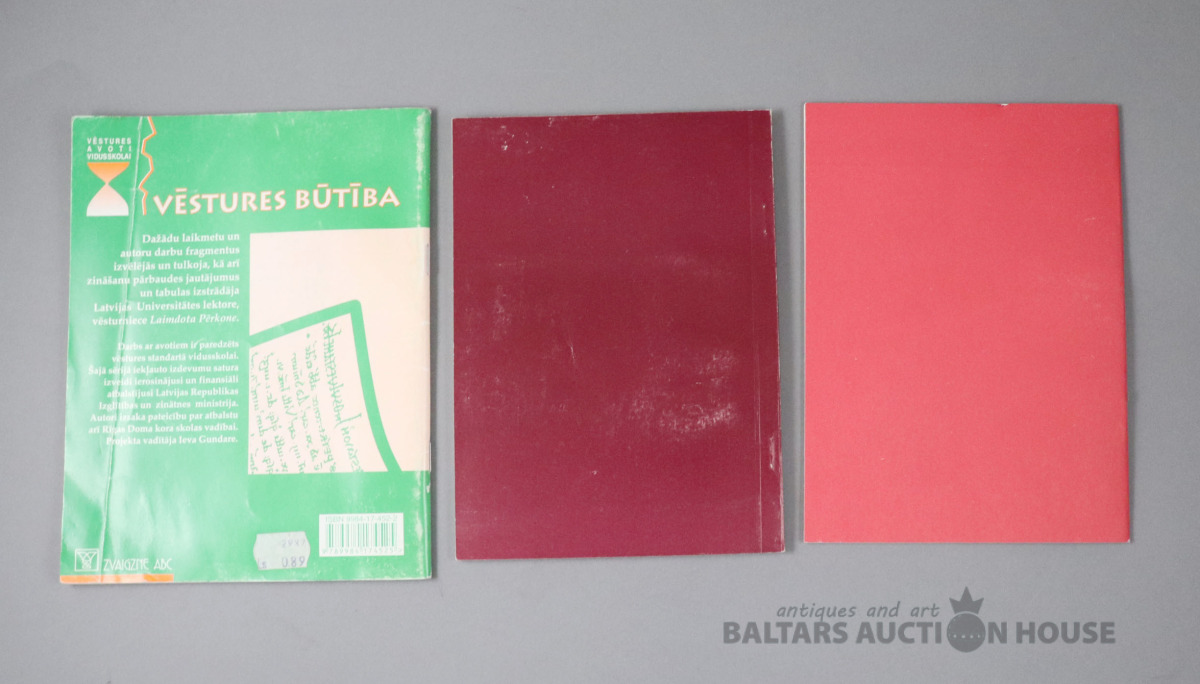 VĒSTURES
AVOTI
VIDUSSKOLAI
VĒSTURES BŪTĪBA
Dažādu laikmetu un
autoru darbu fragmentus
izvēlējās un tulkoja, kā arī
zināšanu pārbaudes jautājumus
un tabulas izstrādāja
Latvijas Universitātes lektore,
vēsturniece Laimdota Pērkone.
Darbs ar avotiem ir paredzēts
vēstures standartā vidusskolai.
Šajā sērijā iekļauto izdevumu satura
izveidi ierosinājusi un finansiāli
atbalstījusi Latvijas Republikas
Izglītības un zinātnes ministrija.
Autori izsaka pateicību par atbalstu
arī Rīgas Doma kora skolas vadībai.
Projekta vadītāja Ieva Gundare.
ZVAIGZNE ABC
089
antiques and art
BALTARS AUCTION HOUSE